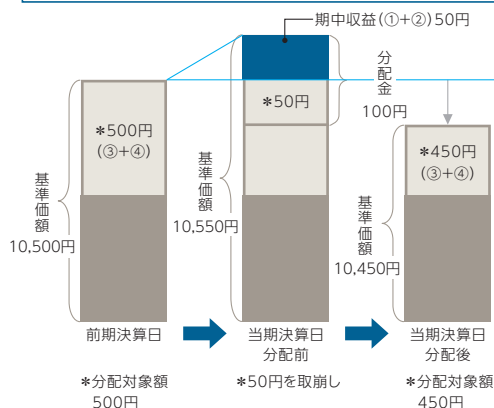 期中収益(①+②)50円
分配金
100円
*500円
(③+④)
*50円
*450円
(③+④)
基準価額
10,500円
基準価額
10,550円
基準価額
10,450円
前期決算日
当期決算日
分配前
当期決算日
分配後
*分配対象額
500円
*50円を取崩し
*分配対象額
450円